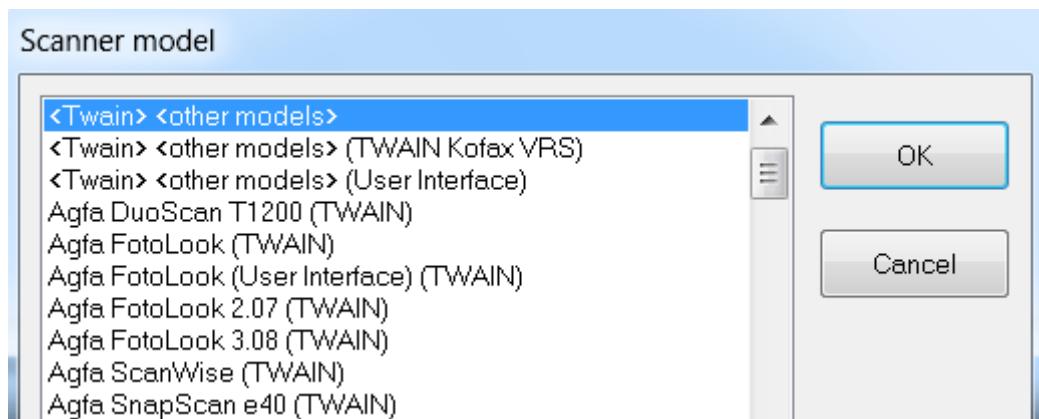 Scanner model
<Twain> <other models>
<Twain> <other models> (TWAIN Kofax VRS)
<Twain> <other models> (User Interface)
Agfa DuoScan T1200 (TWAIN)
Agfa FotoLook (TWAIN)
Agfa FotoLook (User Interface) (TWAIN)
Agfa FotoLook 2.07 (TWAIN)
Agfa FotoLook 3.08 (TWAIN)
Agfa ScanWise (TWAIN)
Agfa SnapScan e40 (TWAIN)
OK
Cancel